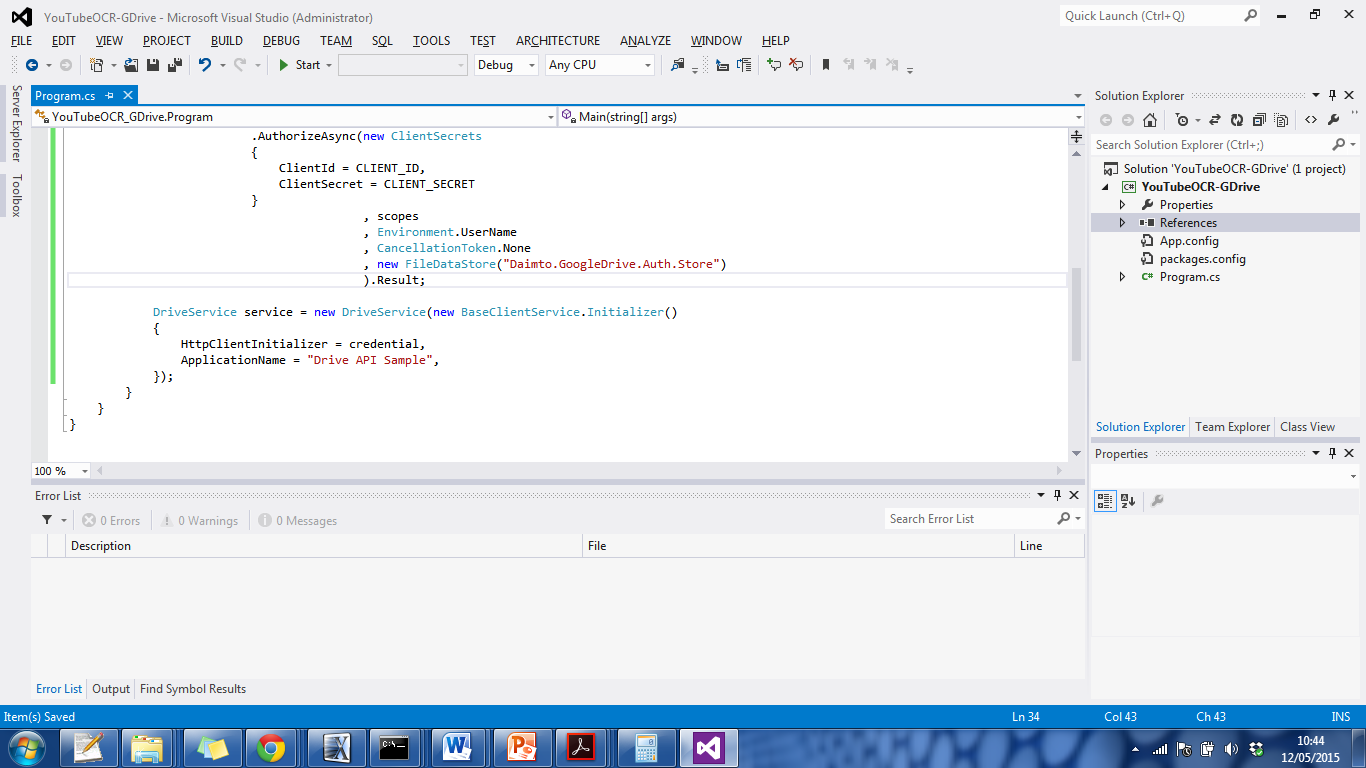 YouTubeOCR-GDrive - Microsoft Visual Studio (Administrator)
Quick Launch (Ctrl+Q)
FILE EDIT VIEW PROJECT BUILD DEBUG TEAM SQL TOOLS TEST ARCHITECTURE ANALYZE WINDOW HELP
Start Debug Any CPU
Server Explorer
Toolbox
Program.cs
YouTubeOCR_GDrive.Program
Main(string[] args)
.AuthorizeAsync(new ClientSecrets
{
ClientId = CLIENT_ID,
ClientSecret = CLIENT_SECRET
}
, scopes
, Environment.UserName
, CancellationToken.None
, new FileDataStore("Daimto.GoogleDrive.Auth.Store")
).Result;
DriveService service = new DriveService(new BaseClientService.Initializer()
{
HttpClientInitializer = credential,
ApplicationName = "Drive API Sample",
});
}
}
}
100 %
Solution Explorer
Search Solution Explorer (Ctrl+;)
Solution 'YouTubeOCR-GDrive' (1 project)
C# YouTubeOCR-GDrive
Properties
References
App.config
packages.config
C# Program.cs
Solution Explorer Team Explorer Class View
Properties
Error List
0 Errors 0 Warnings 0 Messages
Search Error List
Description File Line
Error List Output Find Symbol Results
Item(s) Saved
Ln 34 Col 43 Ch 43 INS
10:44
12/05/2015